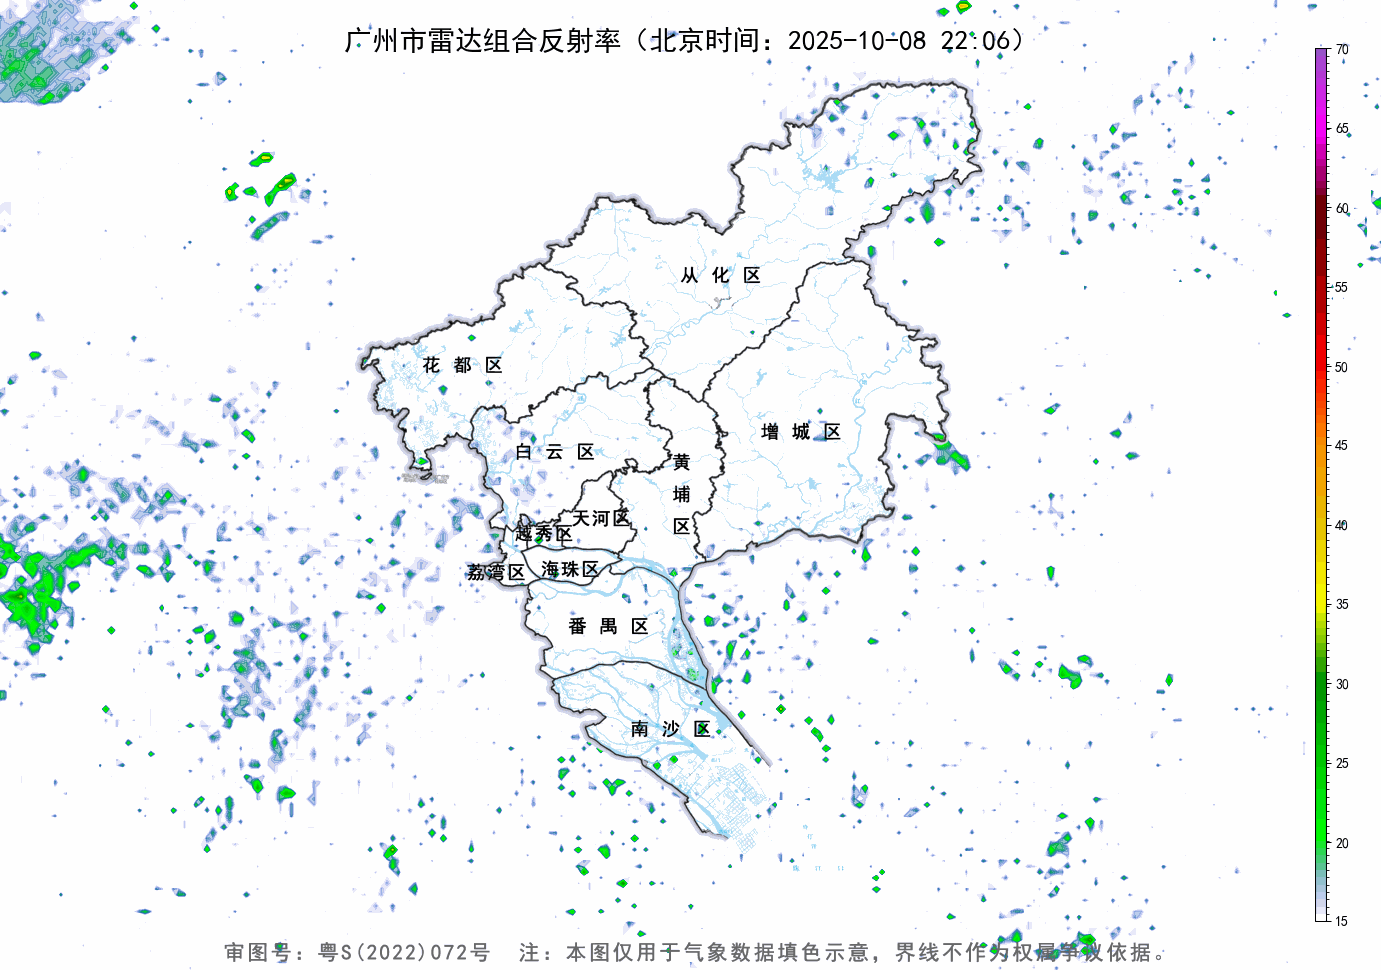 广州市雷达组合反射率（北京时间：2025-10-08 22:06）
70
65
60
55
50
45
40
35
30
25
20
15
从化区
花都区
增城区
白云区
黄埔区
天河区
越秀区
荔湾区
海珠区
番禺区
南沙区
审图号：粤S(2022)072号 注：本图仅用于气象数据填色示意，界线不作为权属争议依据。